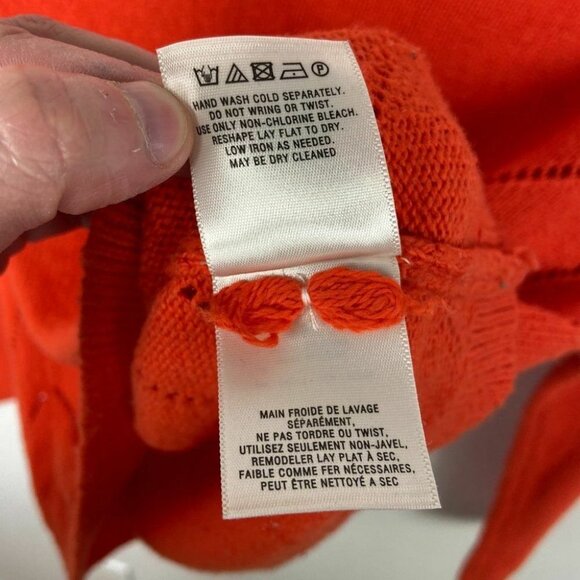 HAND WASH COLD SEPARATELY.
DO NOT WRING OR TWIST.
USE ONLY NON-CHLORINE BLEACH.
RESHAPE LAY FLAT TO DRY.
LOW IRON AS NEEDED.
MAY BE DRY CLEANED
MAIN FROIDE DE LAVAGE
SÉPARÉMENT,
NE PAS TORDRE OU TWIST,
UTILISEZ SEULEMENT NON-JAVEL,
REMODELER LAY PLAT À SEC,
FAIBLE COMME FER NÉCESSAIRES,
PEUT ÊTRE NETTOYÉ A SEC